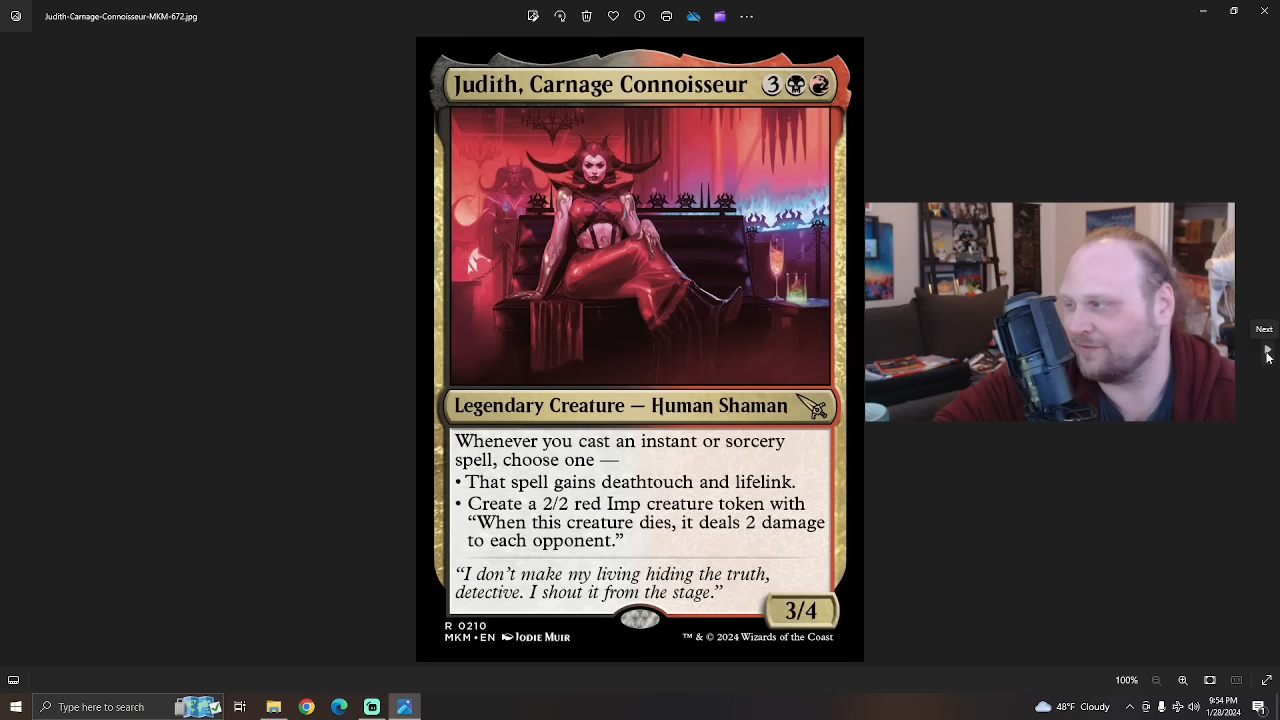 Judith-Carnage-Connoisseur-MKM-672.jpg
Judith, Carnage Connoisseur 3
Legendary Creature — Human Shaman
Whenever you cast an instant or sorcery
spell, choose one —
• That spell gains deathtouch and lifelink.
• Create a 2/2 red Imp creature token with
“When this creature dies, it deals 2 damage
to each opponent.”
“I don’t make my living hiding the truth,
detective. I shout it from the stage.”
3/4
R 0210
MKM • EN Jodie Muir
™ & © 2024 Wizards of the Coast
Next
100%
Type here to search
48°F Cloudy
9:54 PM
1/28/2024